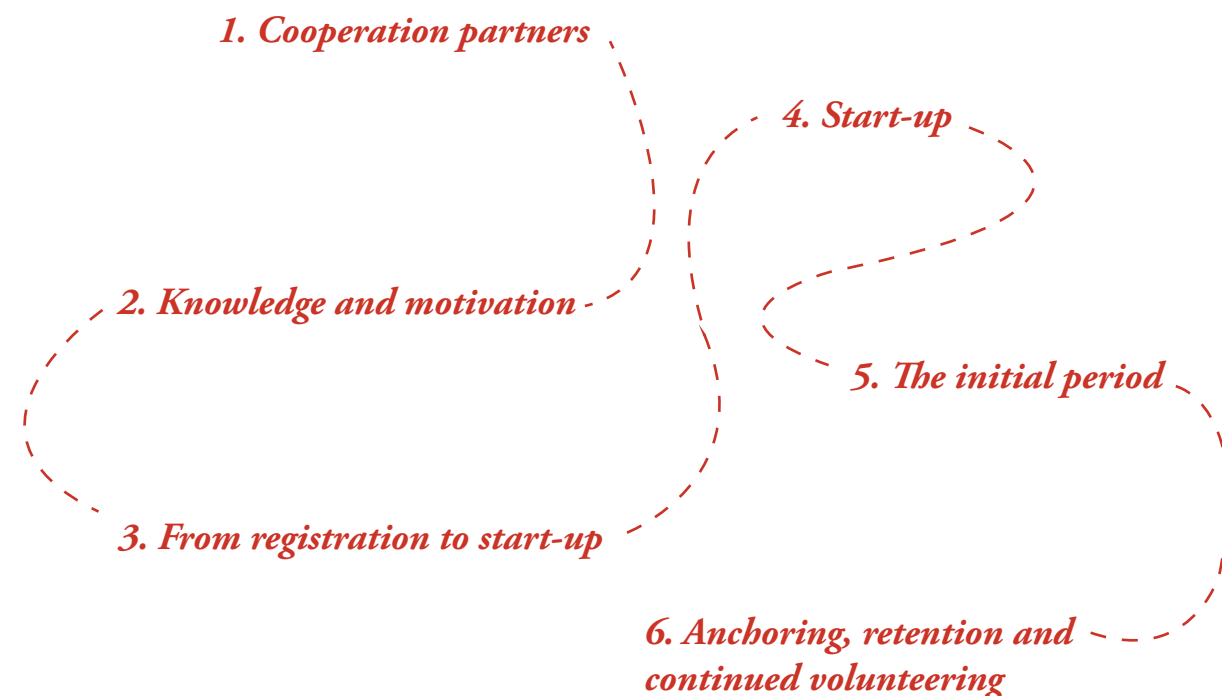 1. Cooperation partners
2. Knowledge and motivation
3. From registration to start-up
4. Start-up
5. The initial period
6. Anchoring, retention and
continued volunteering